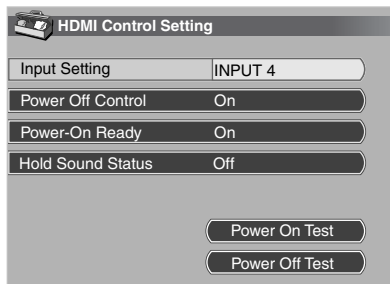 HDMI Control Setting
Input Setting INPUT 4
Power Off Control On
Power-On Ready On
Hold Sound Status Off
Power On Test
Power Off Test